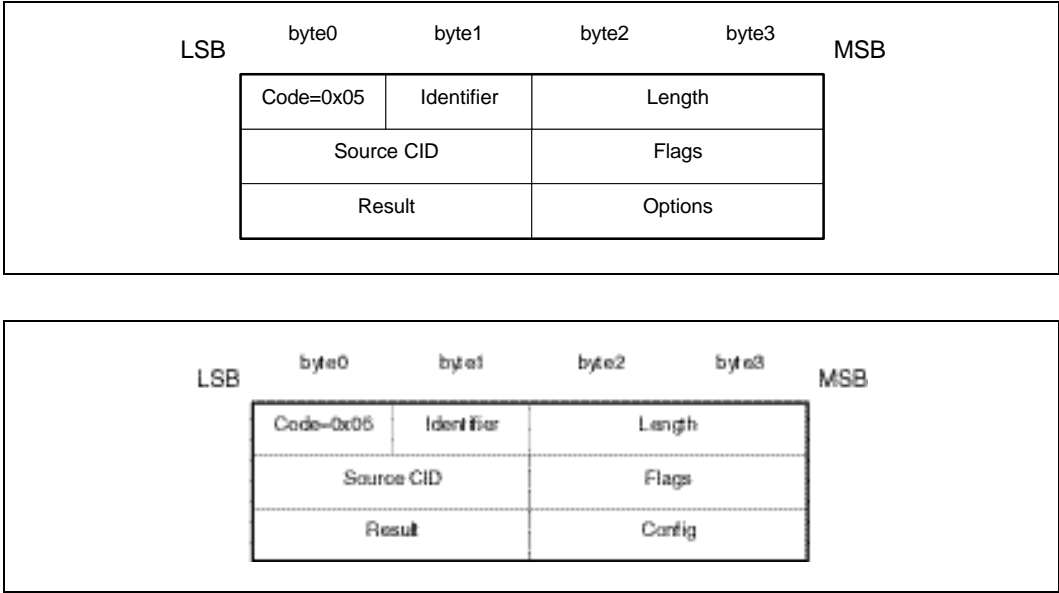 byte0 byte1 byte2 byte3
LSB MSB
Code=0x05 Identifier Length
Source CID Flags
Result Options
byte0 byte1 byte2 byte3
LSB MSB
Code=0x05 Identifier Length
Source CID Flags
Result Config